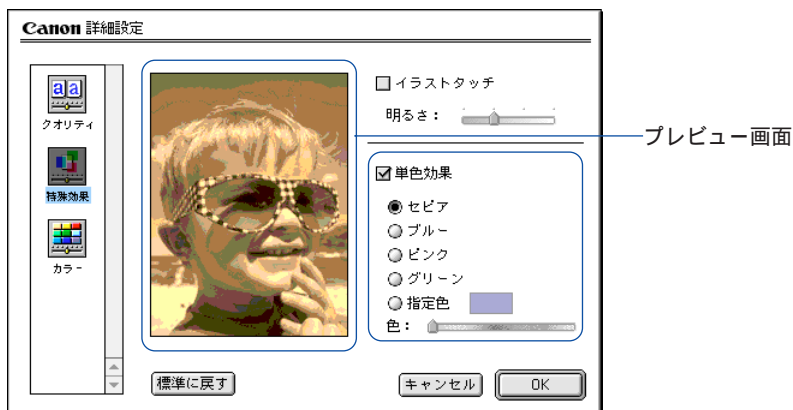 Canon 詳細設定
aa
クオリティ
特殊効果
カラー
イラストタッチ
明るさ：
プレビュー画面
単色効果
セピア
ブルー
ピンク
グリーン
指定色
色：
標準に戻す
キャンセル
OK